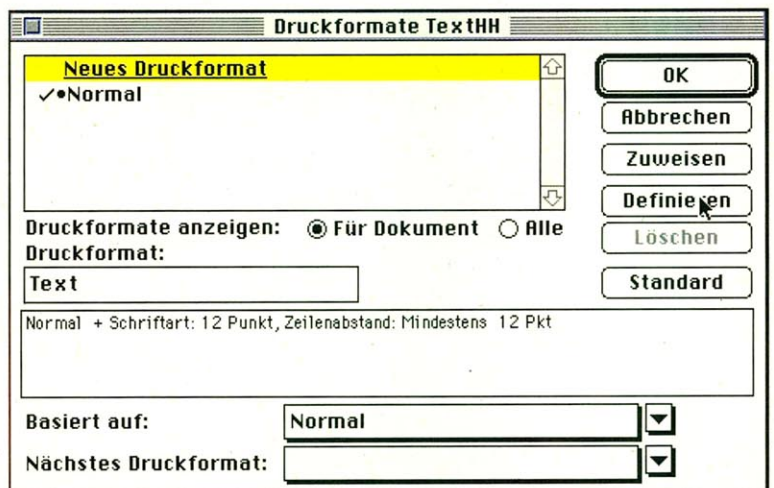 Druckformate TextHH
Neues Druckformat
✓•Normal
OK
Abbrechen
Zuweisen
Definieren
Löschen
Standard
Druckformate anzeigen: Für Dokument Alle
Druckformat:
Text
Normal + Schriftart: 12 Punkt, Zeilenabstand: Mindestens 12 Pkt
Basiert auf: Normal
Nächstes Druckformat: